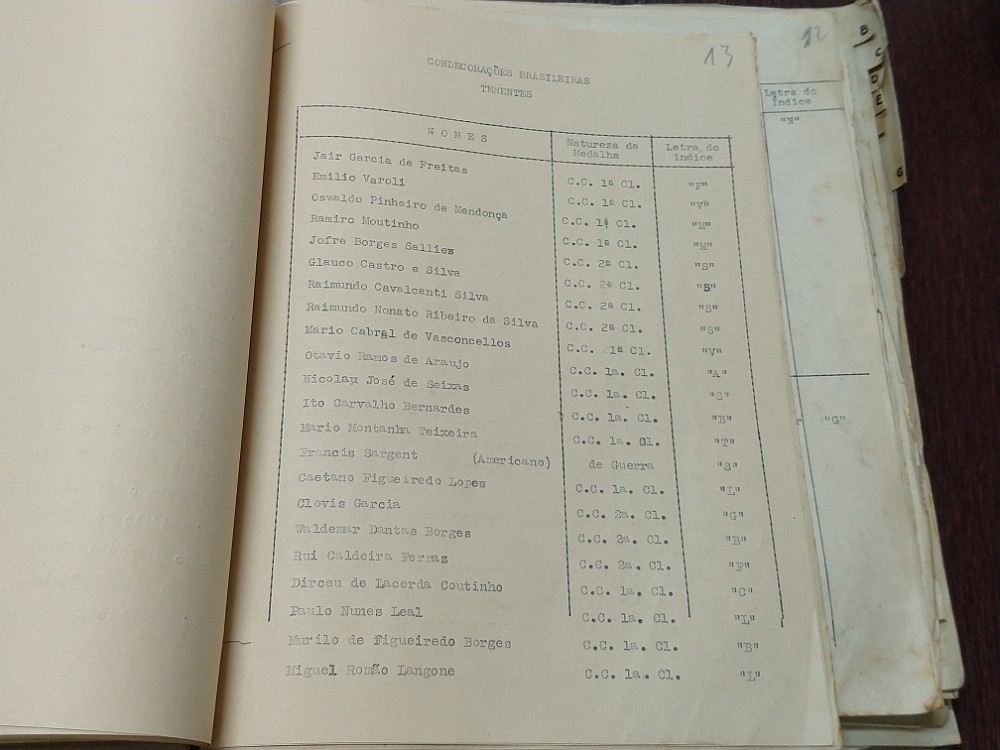 13
CONDECORAÇÕES BRASILEIRAS
TENENTES
N O M E S Natureza da Medalha Letra do índice
Jair Garcia de Freitas C.C. 1ª Cl. "F"
Emilio Varoli C.C. 1ª Cl. "V"
Oswaldo Pinheiro de Mendonça C.C. 1ª Cl. "M"
Ramiro Moutinho C.C. 1ª Cl. "M"
Jofre Borges Sallies C.C. 2ª Cl. "S"
Glauco Castro e Silva C.C. 2ª Cl. "S"
Raimundo Cavalcanti Silva C.C. 2ª Cl. "S"
Raimundo Nonato Ribeiro da Silva C.C. 2ª Cl. "S"
Mario Cabral de Vasconcellos C.C. 1ª Cl. "V"
Otavio Ramos de Araujo C.C. 1a. Cl. "A"
Nicolau José de Seixas C.C. 1a. Cl. "S"
Ito Carvalho Bernardes C.C. 1a. Cl. "B"
Mario Montanha Teixeira C.C. 1a. Cl. "T"
Francis Sargent (Americano) de Guerra "S"
Caetano Figueiredo Lopes C.C. 1a. Cl. "L"
Clovis Garcia C.C. 2a. Cl. "G"
Waldemar Dantas Borges C.C. 2a. Cl. "B"
Rui Caldeira Ferraz C.C. 2a. Cl. "F"
Dirceu de Lacerda Coutinho C.C. 1a. Cl. "C"
Paulo Nunes Leal C.C. 1a. Cl. "L"
Murilo de Figueiredo Borges C.C. 1a. Cl. "B"
Miguel Romão Langone C.C. 1a. Cl. "L"
12
Letra do
Índice
"M"
"G"
B
C
D
E
G